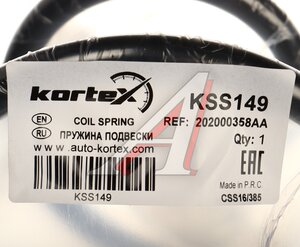 kortex
KSS149
EN COIL SPRING
REF: 202000358AA
RU ПРУЖИНА ПОДВЕСКИ
Qty: 1
www.auto-kortex.com
EAC
KSS149
Made in P.R.C.
CSS16/385